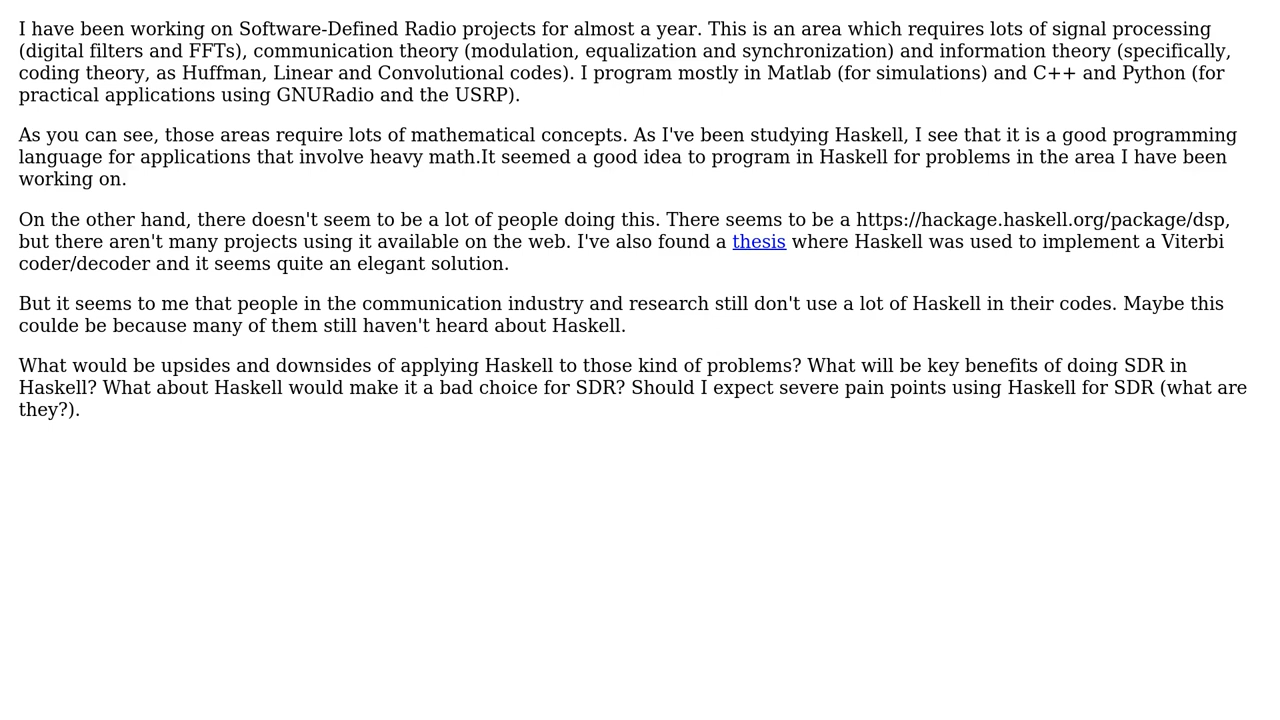 I have been working on Software-Defined Radio projects for almost a year. This is an area which requires lots of signal processing
(digital filters and FFTs), communication theory (modulation, equalization and synchronization) and information theory (specifically,
coding theory, as Huffman, Linear and Convolutional codes). I program mostly in Matlab (for simulations) and C++ and Python (for
practical applications using GNURadio and the USRP).
As you can see, those areas require lots of mathematical concepts. As I've been studying Haskell, I see that it is a good programming
language for applications that involve heavy math.It seemed a good idea to program in Haskell for problems in the area I have been
working on.
On the other hand, there doesn't seem to be a lot of people doing this. There seems to be a https://hackage.haskell.org/package/dsp,
but there aren't many projects using it available on the web. I've also found a thesis where Haskell was used to implement a Viterbi
coder/decoder and it seems quite an elegant solution.
But it seems to me that people in the communication industry and research still don't use a lot of Haskell in their codes. Maybe this
coulde be because many of them still haven't heard about Haskell.
What would be upsides and downsides of applying Haskell to those kind of problems? What will be key benefits of doing SDR in
Haskell? What about Haskell would make it a bad choice for SDR? Should I expect severe pain points using Haskell for SDR (what are
they?).